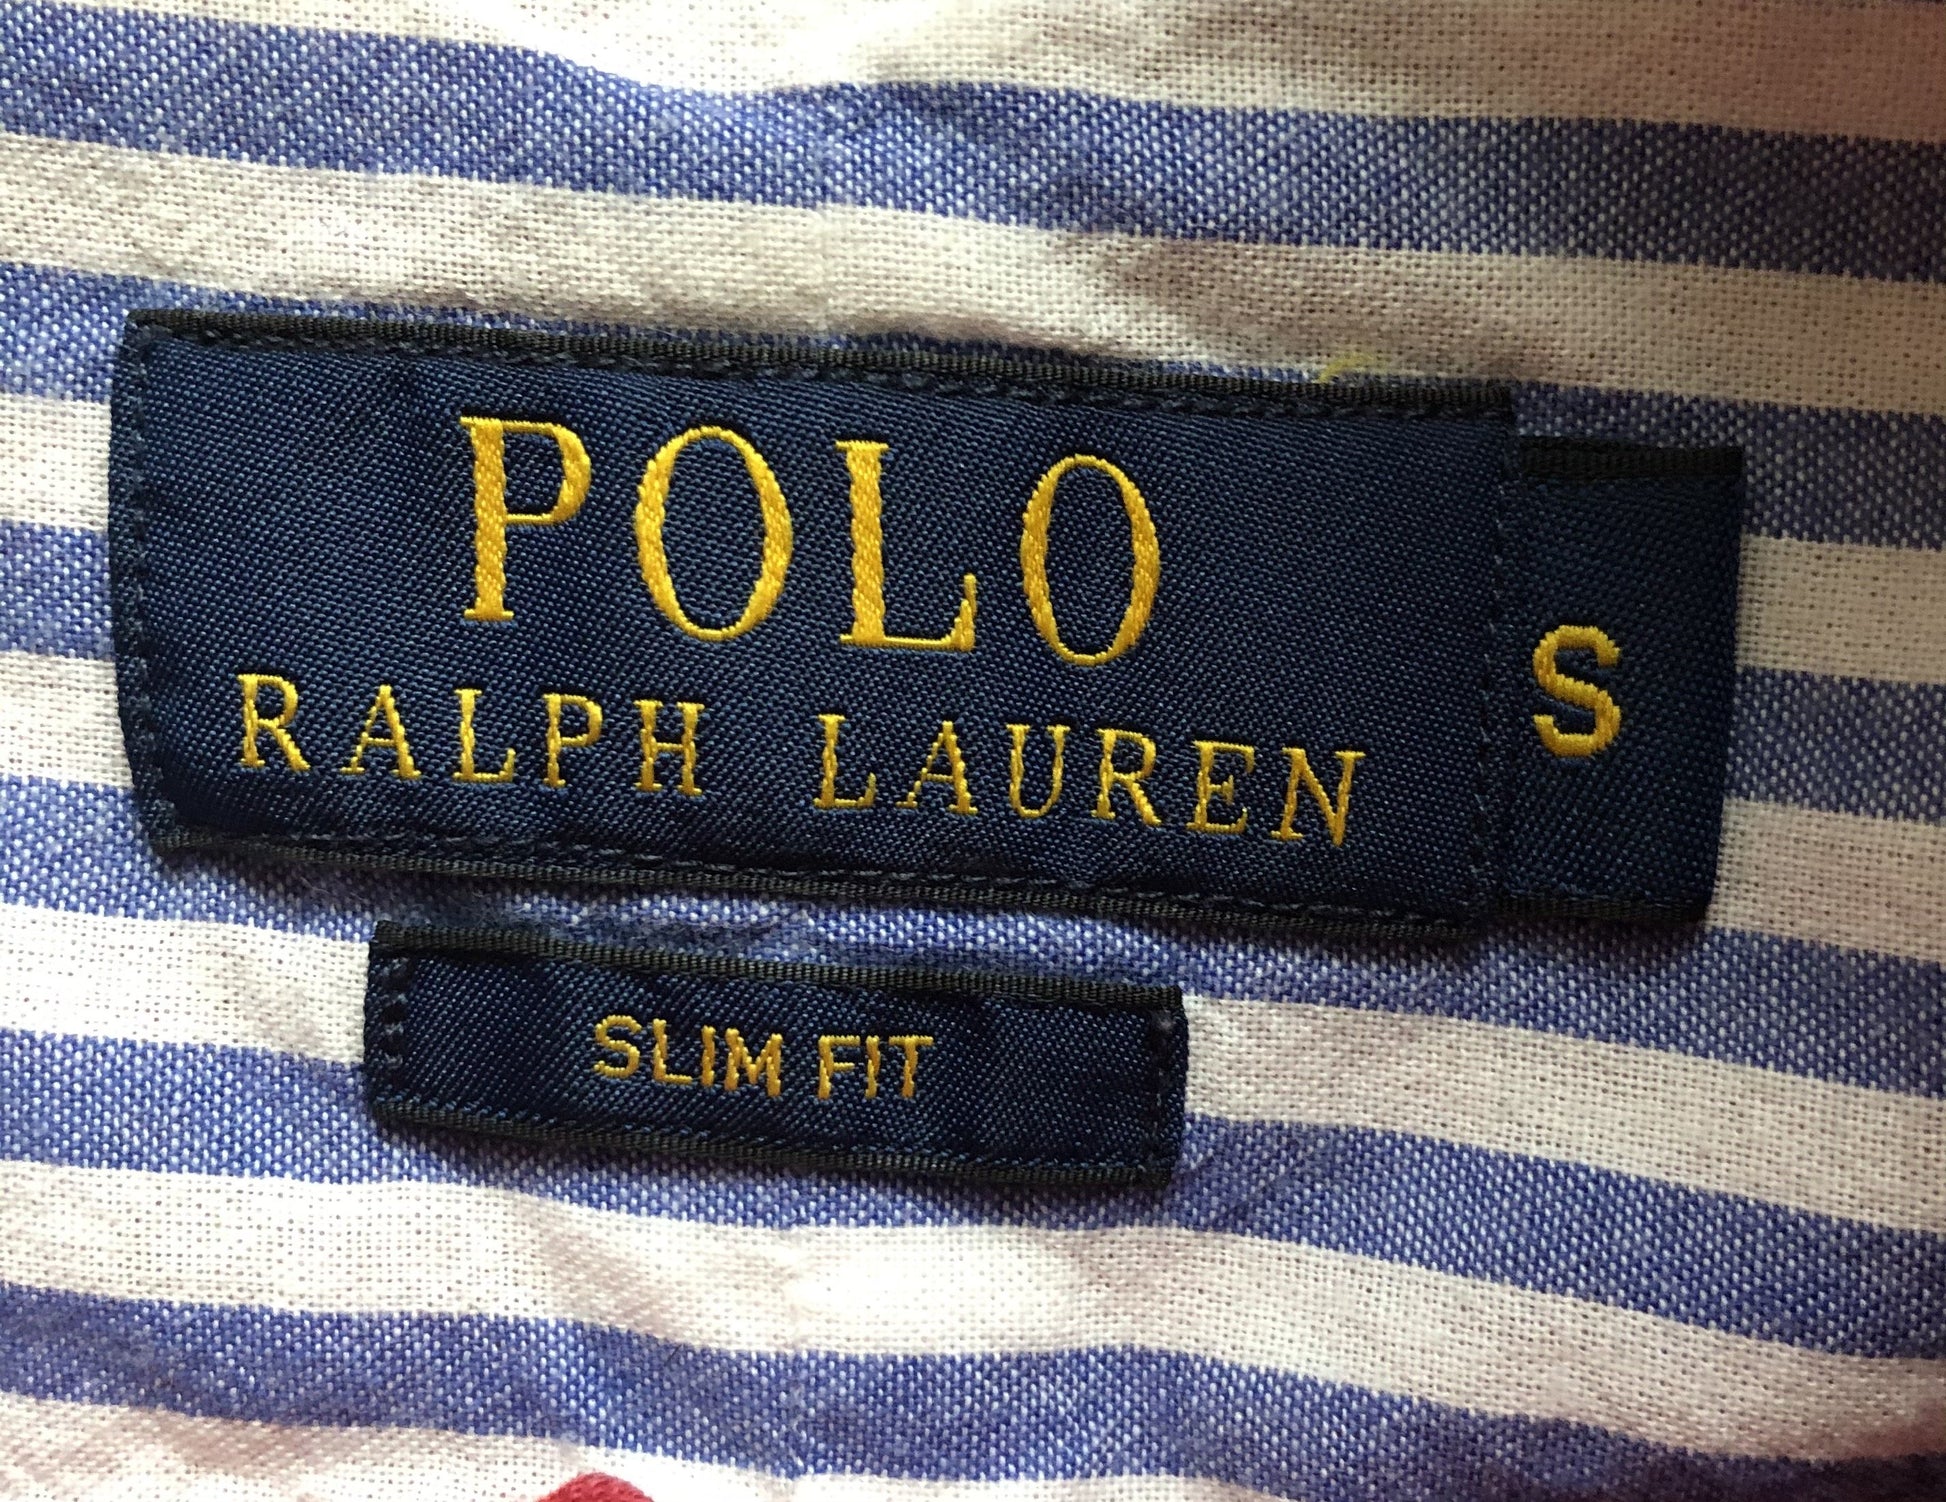 POLO
RALPH LAUREN
S
SLIM FIT